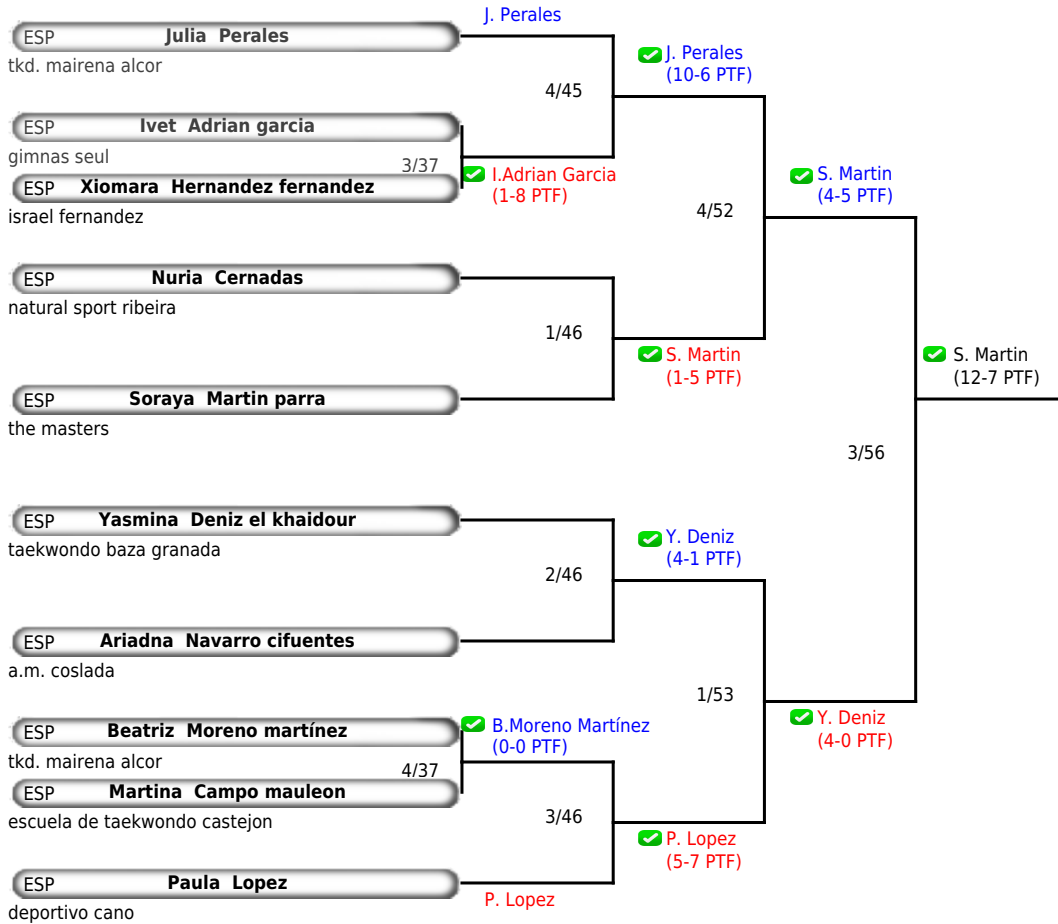 J. Perales
ESP Julia Perales
tkd. mairena alcor
J. Perales
(10-6 PTF)
4/45
ESP Ivet Adrian garcia
gimnas seul
3/37
I.Adrian Garcia
(1-8 PTF)
ESP Xiomara Hernandez fernandez
israel fernandez
S. Martin
(4-5 PTF)
4/52
ESP Nuria Cernadas
natural sport ribeira
1/46
S. Martin
(1-5 PTF)
S. Martin
(12-7 PTF)
ESP Soraya Martin parra
the masters
3/56
ESP Yasmina Deniz el khaidour
taekwondo baza granada
Y. Deniz
(4-1 PTF)
2/46
ESP Ariadna Navarro cifuentes
a.m. coslada
1/53
Y. Deniz
(4-0 PTF)
ESP Beatriz Moreno martínez
tkd. mairena alcor
B.Moreno Martínez
(0-0 PTF)
4/37
ESP Martina Campo mauleon
escuela de taekwondo castejon
3/46
P. Lopez
(5-7 PTF)
ESP Paula Lopez
deportivo cano
P. Lopez